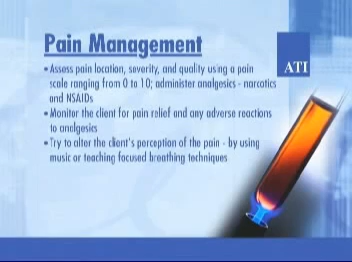 Pain Management
ATI
•Assess pain location, severity, and quality using a pain
scale ranging from 0 to 10; administer analgesics - narcotics
and NSAIDs
•Monitor the client for pain relief and any adverse reactions
to analgesics
•Try to alter the client's perception of the pain - by using
music or teaching focused breathing techniques